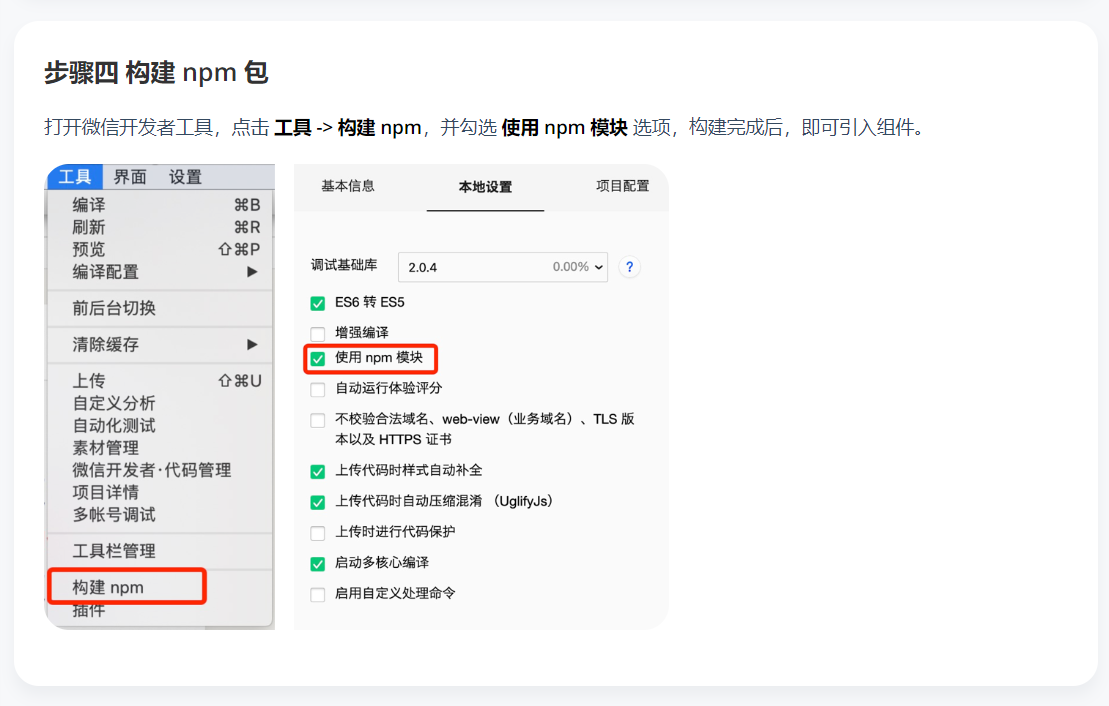 步骤四 构建 npm 包
打开微信开发者工具，点击 工具 -> 构建 npm，并勾选 使用 npm 模块 选项，构建完成后，即可引入组件。
工具 界面 设置
编译 ⌘B
刷新 ⌘R
预览 ⇧⌘P
编译配置 ▶
前后台切换
清除缓存 ▶
上传 ⇧⌘U
自定义分析
自动化测试
素材管理
微信开发者·代码管理
项目详情
多帐号调试
工具栏管理
构建 npm
插件
基本信息 本地设置 项目配置
调试基础库 2.0.4 0.00% ?
ES6 转 ES5
增强编译
使用 npm 模块
自动运行体验评分
不校验合法域名、web-view（业务域名）、TLS 版
本以及 HTTPS 证书
上传代码时样式自动补全
上传代码时自动压缩混淆 （UglifyJs）
上传时进行代码保护
启动多核心编译
启用自定义处理命令